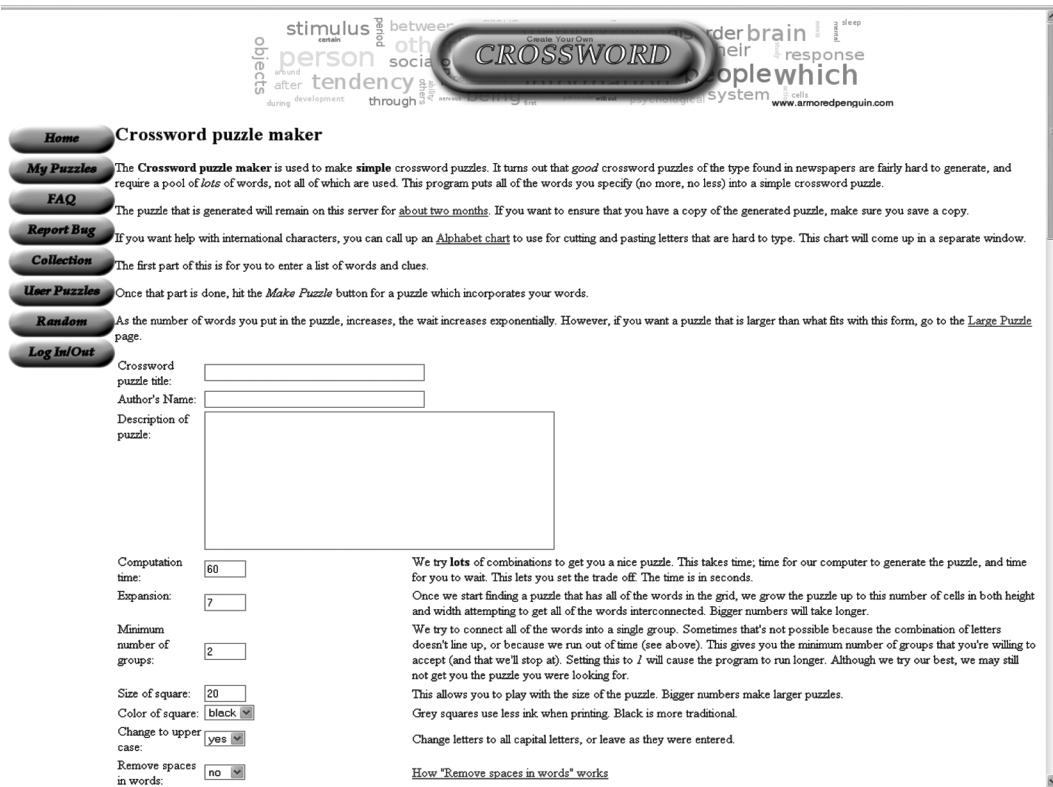 stimulus
period
between
certain
objects
person
around
after
tendency
during
development
through
others
ability
nervous
being
first
Create Your Own
CROSSWORD
brain
sleep
mental
study
response
which
system
cells
psychological
www.armoredpenguin.com
Home
My Puzzles
FAQ
Report Bug
Collection
User Puzzles
Random
Log In/Out
Crossword puzzle maker
The Crossword puzzle maker is used to make simple crossword puzzles. It turns out that good crossword puzzles of the type found in newspapers are fairly hard to generate, and
require a pool of lots of words, not all of which are used. This program puts all of the words you specify (no more, no less) into a simple crossword puzzle.
The puzzle that is generated will remain on this server for about two months. If you want to ensure that you have a copy of the generated puzzle, make sure you save a copy.
If you want help with international characters, you can call up an Alphabet chart to use for cutting and pasting letters that are hard to type. This chart will come up in a separate window.
The first part of this is for you to enter a list of words and clues.
Once that part is done, hit the Make Puzzle button for a puzzle which incorporates your words.
As the number of words you put in the puzzle, increases, the wait increases exponentially. However, if you want a puzzle that is larger than what fits with this form, go to the Large Puzzle
page.
Crossword
puzzle title:
Author's Name:
Description of
puzzle:
Computation
time:
60
We try lots of combinations to get you a nice puzzle. This takes time; time for our computer to generate the puzzle, and time
for you to wait. This lets you set the trade off. The time is in seconds.
Expansion:
7
Once we start finding a puzzle that has all of the words in the grid, we grow the puzzle up to this number of cells in both height
and width attempting to get all of the words interconnected. Bigger numbers will take longer.
Minimum
number of
groups:
2
We try to connect all of the words into a single group. Sometimes that's not possible because the combination of letters
doesn't line up, or because we run out of time (see above). This gives you the minimum number of groups that you're willing to
accept (and that we'll stop at). Setting this to 1 will cause the program to run longer. Although we try our best, we may still
not get you the puzzle you were looking for.
Size of square: 20
This allows you to play with the size of the puzzle. Bigger numbers make larger puzzles.
Color of square: black
Grey squares use less ink when printing. Black is more traditional.
Change to upper
case:
yes
Change letters to all capital letters, or leave as they were entered.
Remove spaces
in words:
no
How "Remove spaces in words" works